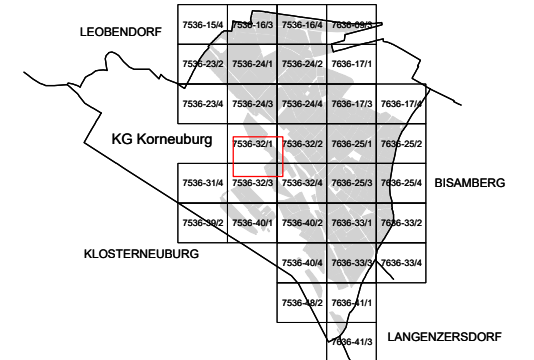 7536-15/4 7536-16/3 7536-16/4 7636-09/3
LEOBENDORF
7536-23/2 7536-24/1 7536-24/2 7636-17/1
7536-23/4 7536-24/3 7536-24/4 7636-17/3 7636-17/4
KG Korneuburg
7536-32/1 7536-32/2 7636-25/1 7636-25/2
7536-31/4 7536-32/3 7536-32/4 7636-25/3 7636-25/4
BISAMBERG
7536-39/2 7536-40/1 7536-40/2 7636-33/1 7636-33/2
KLOSTERNEUBURG
7536-40/4 7636-33/3 7636-33/4
7536-48/2 7636-41/1
LANGENZERSDORF
7636-41/3